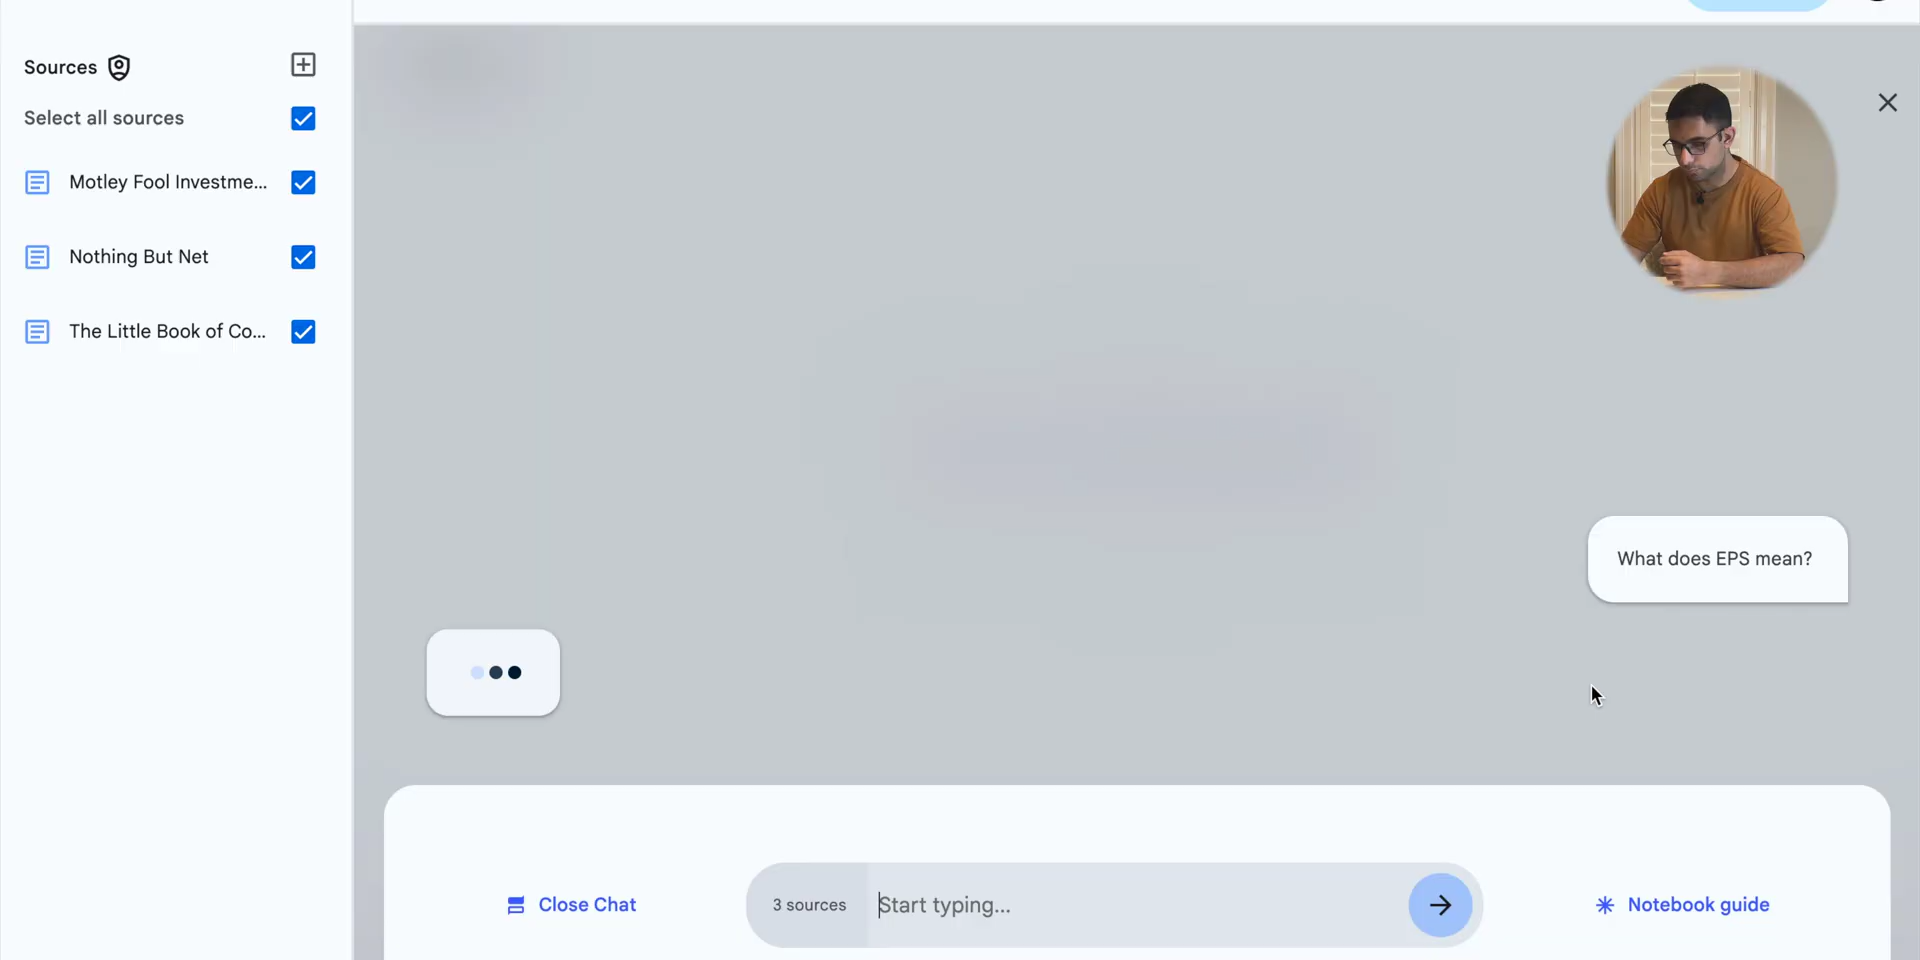 Sources
Select all sources
Motley Fool Investme...
Nothing But Net
The Little Book of Co...
What does EPS mean?
Close Chat
3 sources
Start typing...
Notebook guide